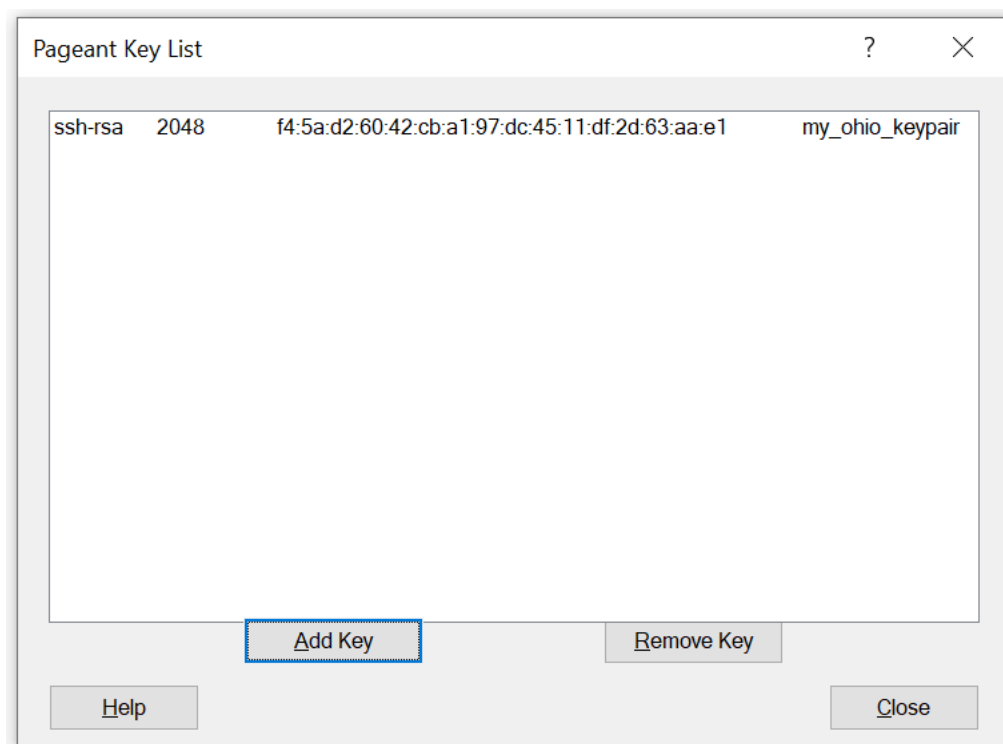 Pageant Key List
ssh-rsa 2048 f4:5a:d2:60:42:cb:a1:97:dc:45:11:df:2d:63:aa:e1 my_ohio_keypair
Add Key Remove Key
Help Close